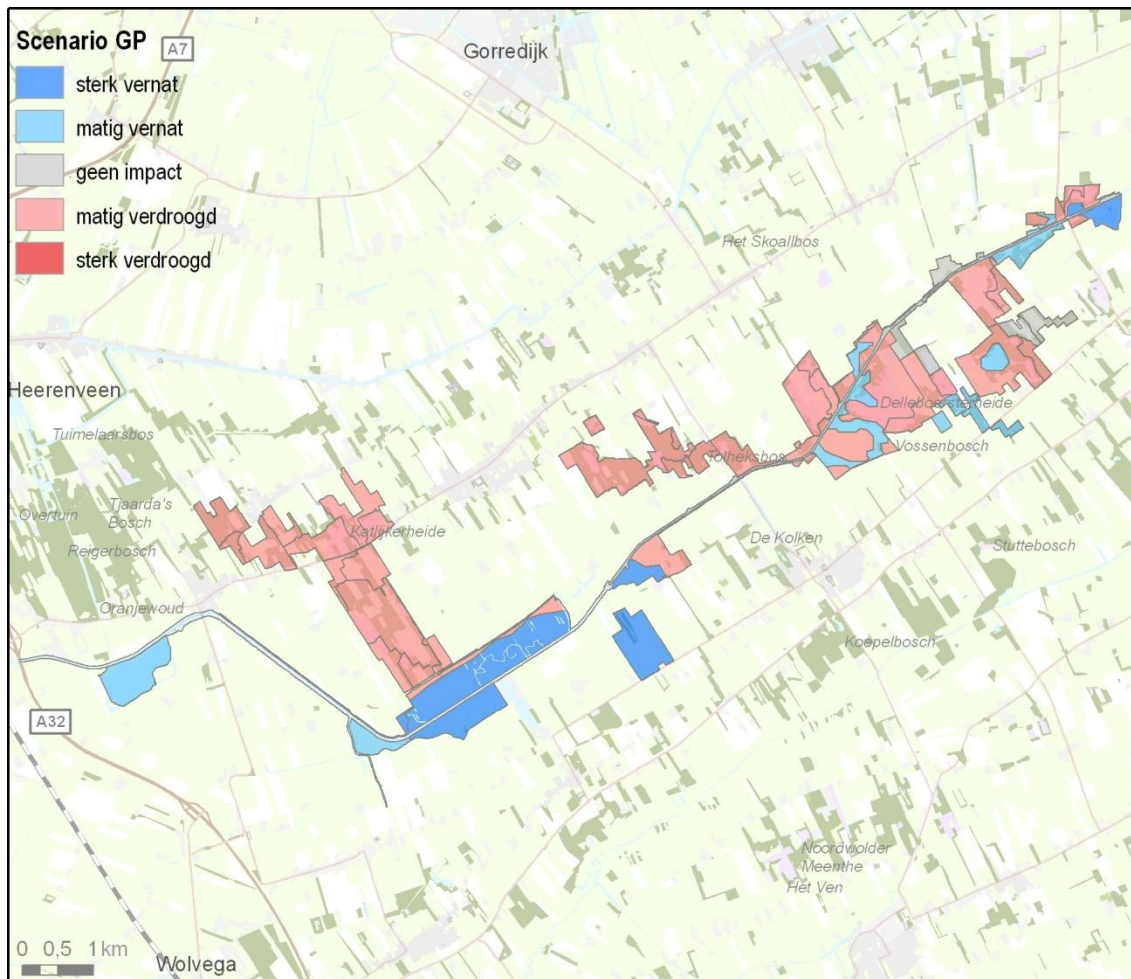 Scenario GP
sterk vernat
matig vernat
geen impact
matig verdroogd
sterk verdroogd
A7
Gorredijk
Het Skoallbos
Heerenveen
Tuimelaarsbos
Tjaarda's
Bosch
Overtuin
Reigerbosch
Oranjewoud
Katlijkerheide
Tolheksbos
Delleboersterheide
Vossenbosch
De Kolken
Stuttebosch
Koepelbosch
A32
Noordwolder
Meenthe
Het Ven
0 0,5 1 km
Wolvega